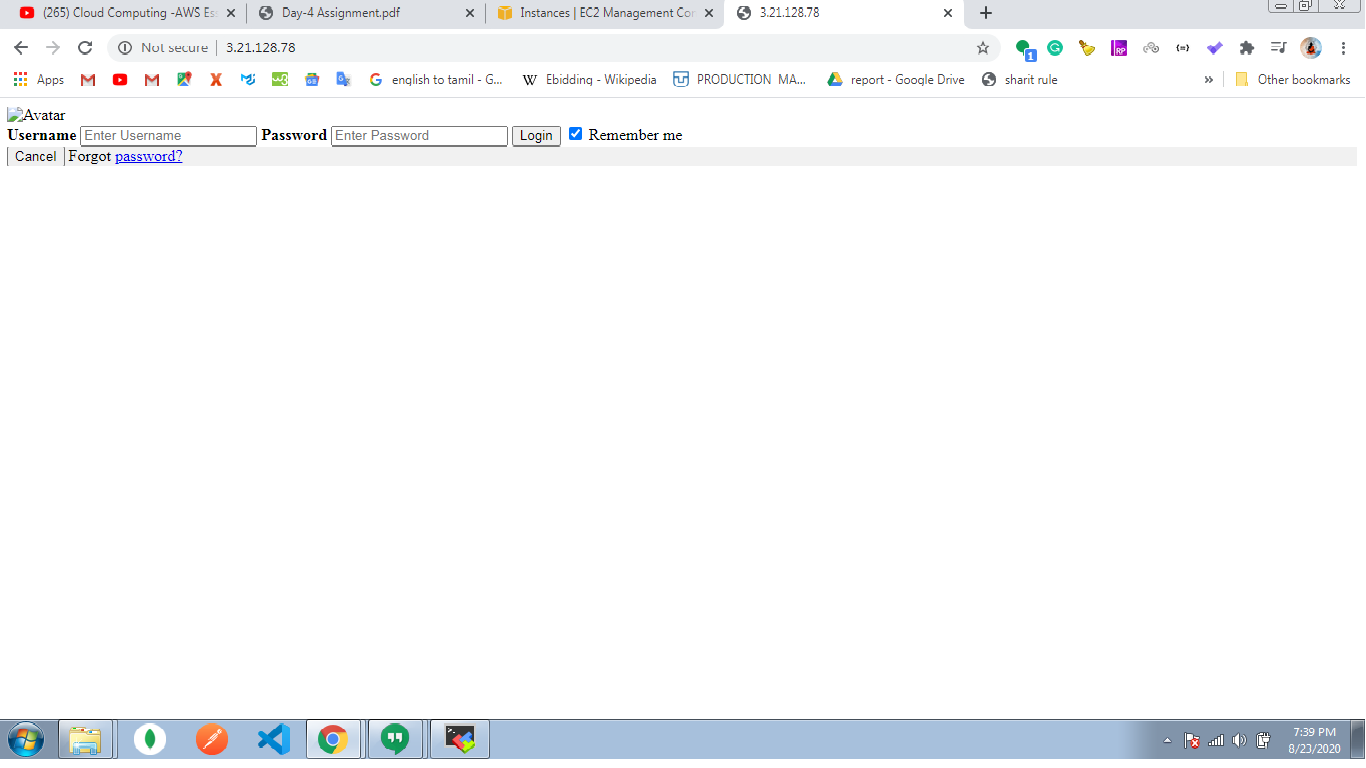 (265) Cloud Computing -AWS Es
Day-4 Assignment.pdf
Instances | EC2 Management Cor
3.21.128.78
Not secure
3.21.128.78
1
Apps
english to tamil - G...
Ebidding - Wikipedia
PRODUCTION MA...
report - Google Drive
sharit rule
»
Other bookmarks
Avatar
Username Enter Username Password Enter Password Login Remember me
Cancel Forgot password?
7:39 PM
8/23/2020